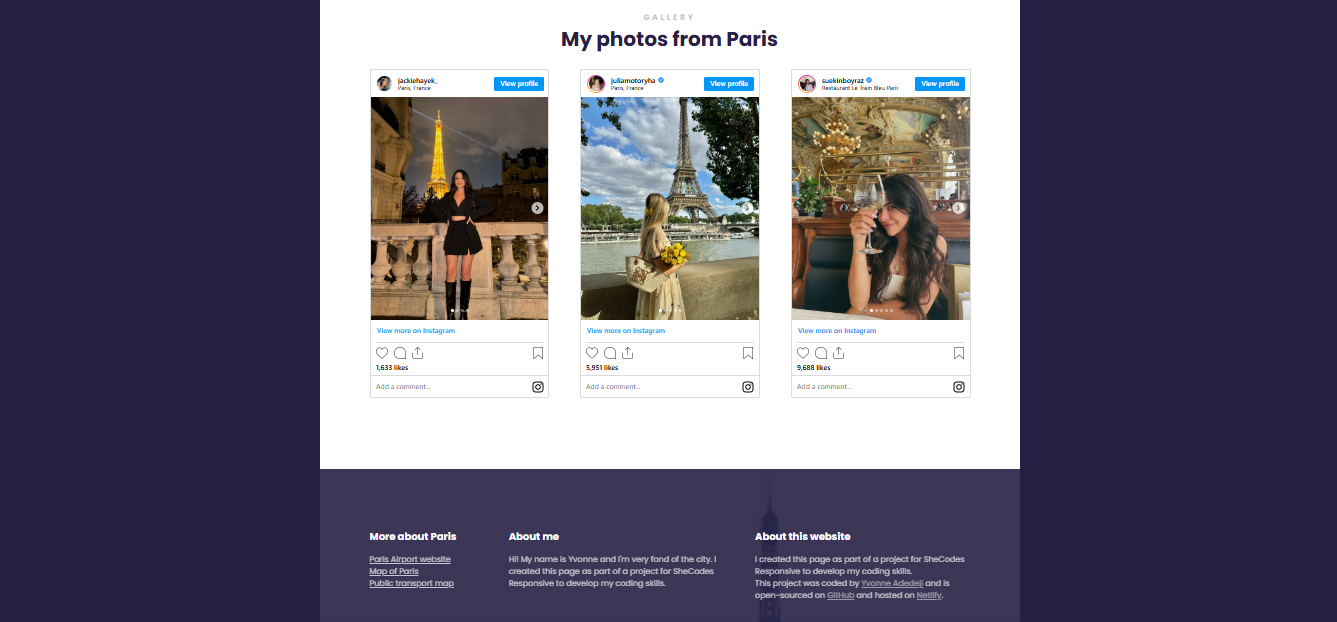 GALLERY
My photos from Paris
jackiehayek_
Paris, France
View profile
juliamotoryha
Paris, France
View profile
suekinboyraz
Restaurant Le Train Bleu Paris
View profile
View more on Instagram
View more on Instagram
View more on Instagram
1,633 likes
5,951 likes
9,688 likes
Add a comment...
Add a comment...
Add a comment...
More about Paris
Paris Airport website
Map of Paris
Public transport map
About me
Hi! My name is Yvonne and I'm very fond of the city. I
created this page as part of a project for SheCodes
Responsive to develop my coding skills.
About this website
I created this page as part of a project for SheCodes
Responsive to develop my coding skills.
This project was coded by Yvonne Adedeji and is
open-sourced on GitHub and hosted on Netlify.